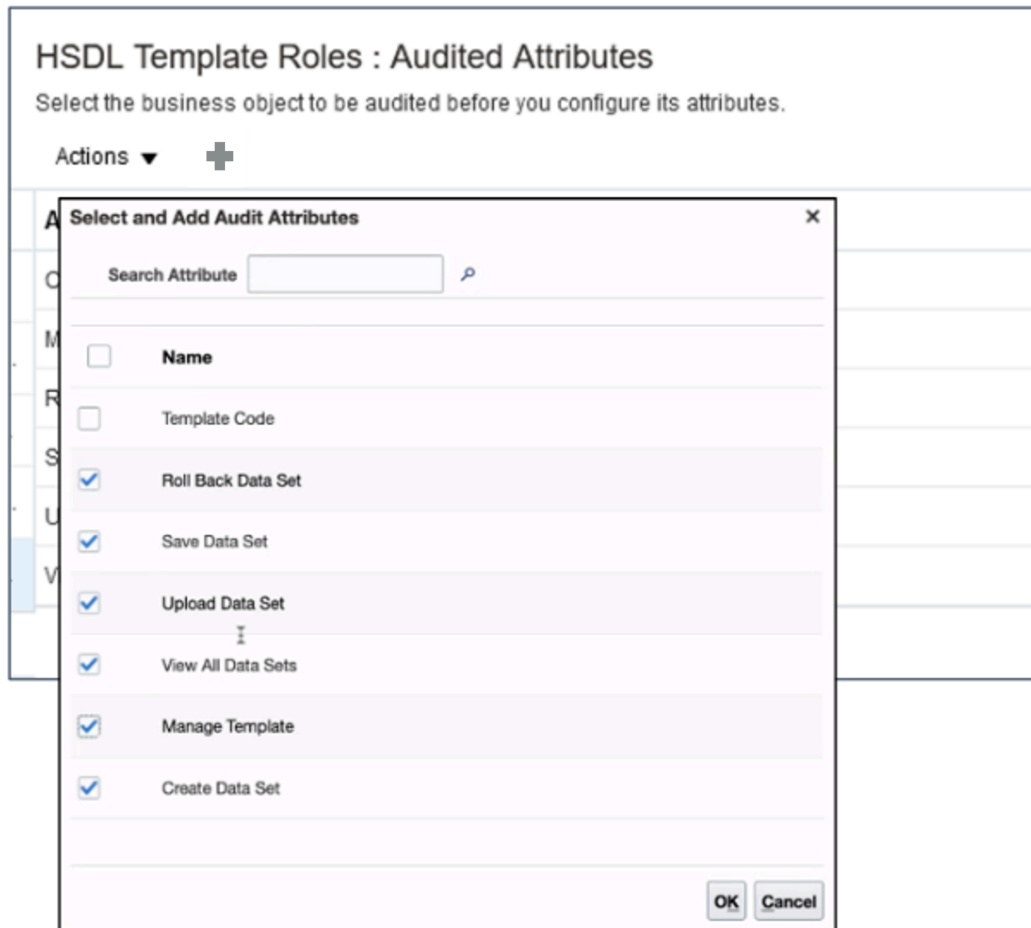 HSDL Template Roles : Audited Attributes
Select the business object to be audited before you configure its attributes.
Actions
A
Select and Add Audit Attributes
C
Search Attribute
M
Name
R
Template Code
S
Roll Back Data Set
U
Save Data Set
V
Upload Data Set
View All Data Sets
Manage Template
Create Data Set
OK Cancel